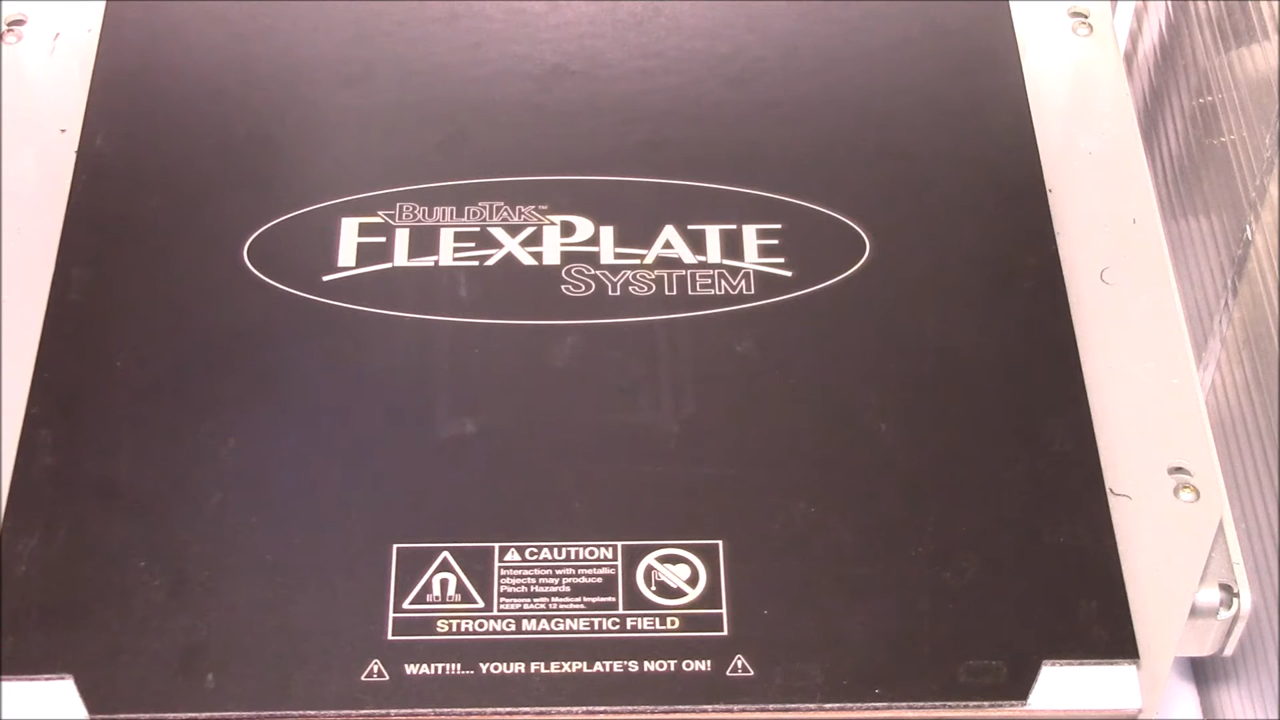 BUILDTAK™
FLEXPLATE
SYSTEM
CAUTION
Interaction with metallic
objects may produce
Pinch Hazards
Persons with Medical Implants
KEEP BACK 12 inches.
STRONG MAGNETIC FIELD
WAIT!!!... YOUR FLEXPLATE'S NOT ON!